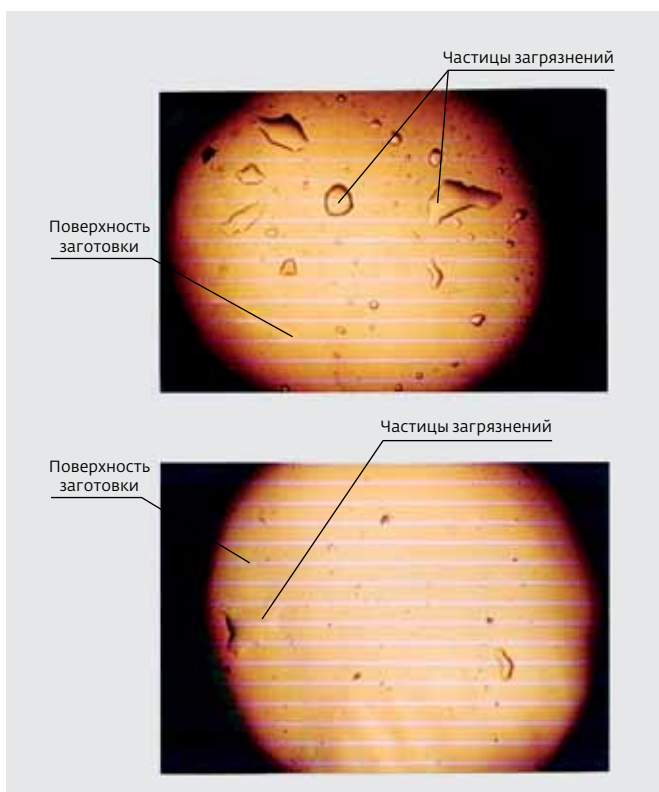 Частицы загрязнений
Поверхность
заготовки
Частицы загрязнений
Поверхность
заготовки